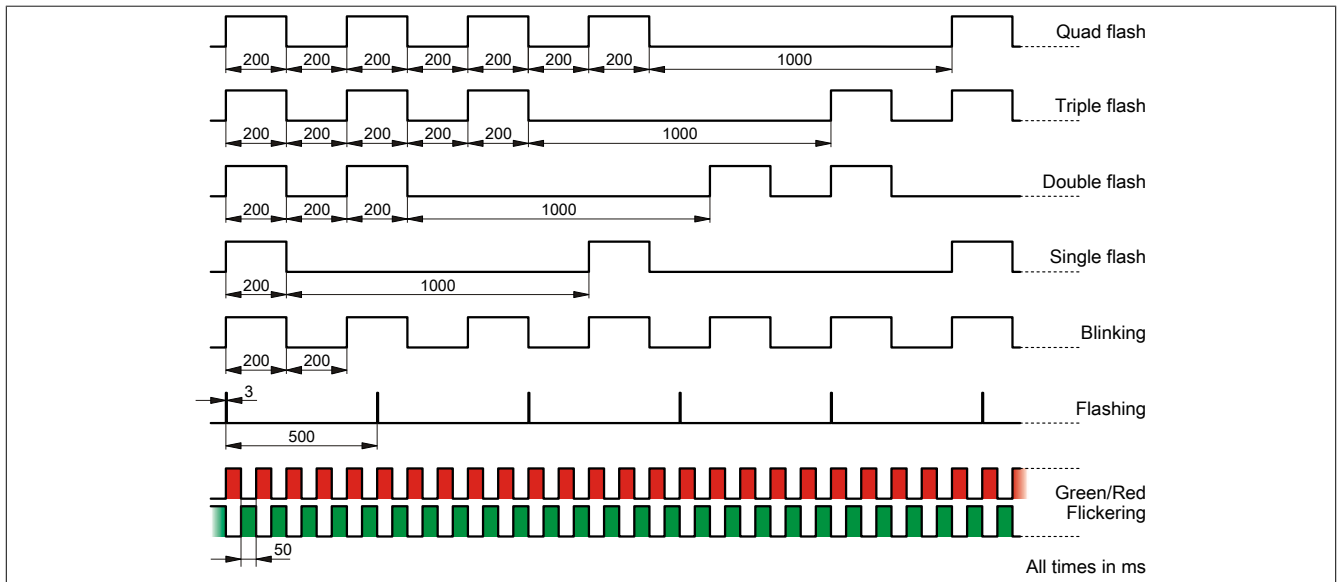 Quad flash
200 200 200 200 200 200 200 1000
Triple flash
200 200 200 200 200 1000
Double flash
200 200 200 1000
Single flash
200 1000
Blinking
200 200
3
Flashing
500
Green/Red
Flickering
50
All times in ms